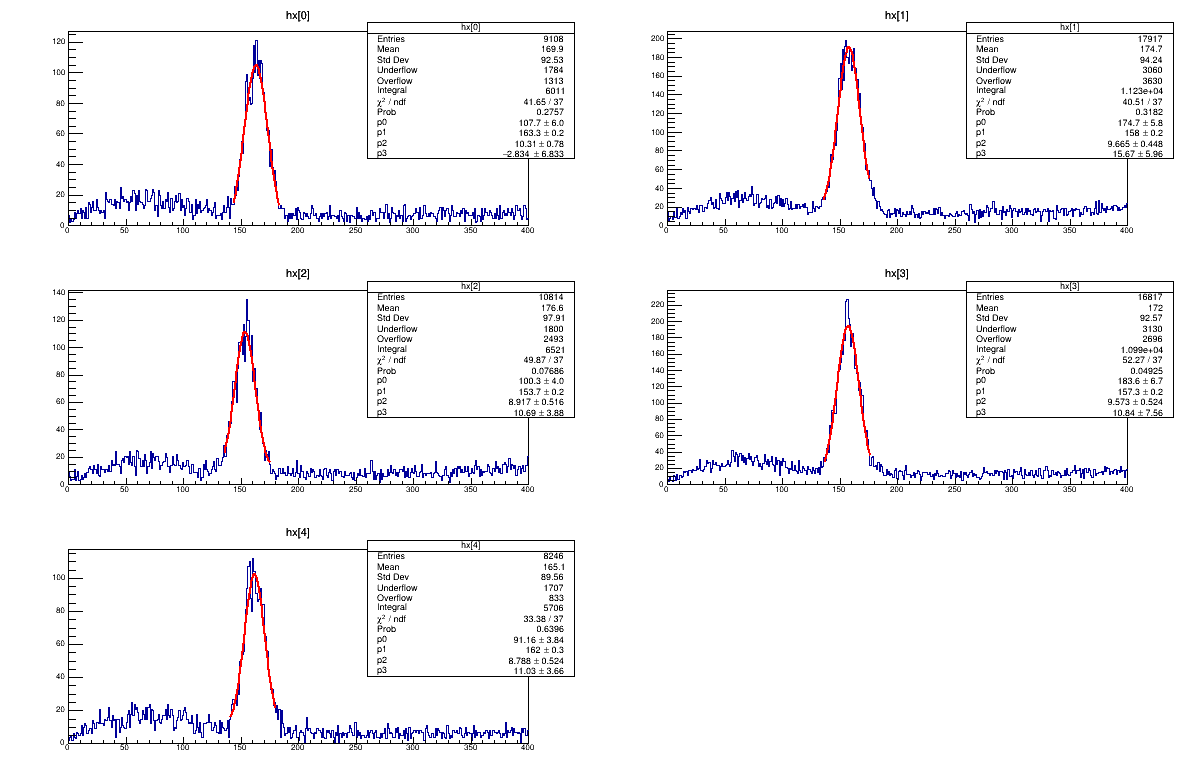 hx[0]
hx[0]
Entries 9108
Mean 169.9
Std Dev 92.53
Underflow 1784
Overflow 1313
Integral 6011
χ² / ndf 41.65 / 37
Prob 0.2757
p0 107.7 ± 6.0
p1 163.3 ± 0.2
p2 10.31 ± 0.78
p3 −2.834 ± 6.833
120
100
80
60
40
20
0
0 50 100 150 200 250 300 350 400
hx[1]
hx[1]
Entries 17917
Mean 174.7
Std Dev 94.24
Underflow 3060
Overflow 3630
Integral 1.123e+04
χ² / ndf 40.51 / 37
Prob 0.3182
p0 174.7 ± 5.8
p1 158 ± 0.2
p2 9.665 ± 0.448
p3 15.67 ± 5.96
200
180
160
140
120
100
80
60
40
20
0
0 50 100 150 200 250 300 350 400
hx[2]
hx[2]
Entries 10814
Mean 176.6
Std Dev 97.91
Underflow 1800
Overflow 2493
Integral 6521
χ² / ndf 49.87 / 37
Prob 0.07686
p0 100.3 ± 4.0
p1 153.7 ± 0.2
p2 8.917 ± 0.516
p3 10.69 ± 3.88
140
120
100
80
60
40
20
0
0 50 100 150 200 250 300 350 400
hx[3]
hx[3]
Entries 16817
Mean 172
Std Dev 92.57
Underflow 3130
Overflow 2696
Integral 1.099e+04
χ² / ndf 52.27 / 37
Prob 0.04925
p0 183.6 ± 6.7
p1 157.3 ± 0.2
p2 9.573 ± 0.524
p3 10.84 ± 7.56
220
200
180
160
140
120
100
80
60
40
20
0
0 50 100 150 200 250 300 350 400
hx[4]
hx[4]
Entries 8246
Mean 165.1
Std Dev 89.56
Underflow 1707
Overflow 833
Integral 5706
χ² / ndf 33.38 / 37
Prob 0.6396
p0 91.16 ± 3.84
p1 162 ± 0.3
p2 8.788 ± 0.524
p3 11.03 ± 3.66
100
80
60
40
20
0
0 50 100 150 200 250 300 350 400